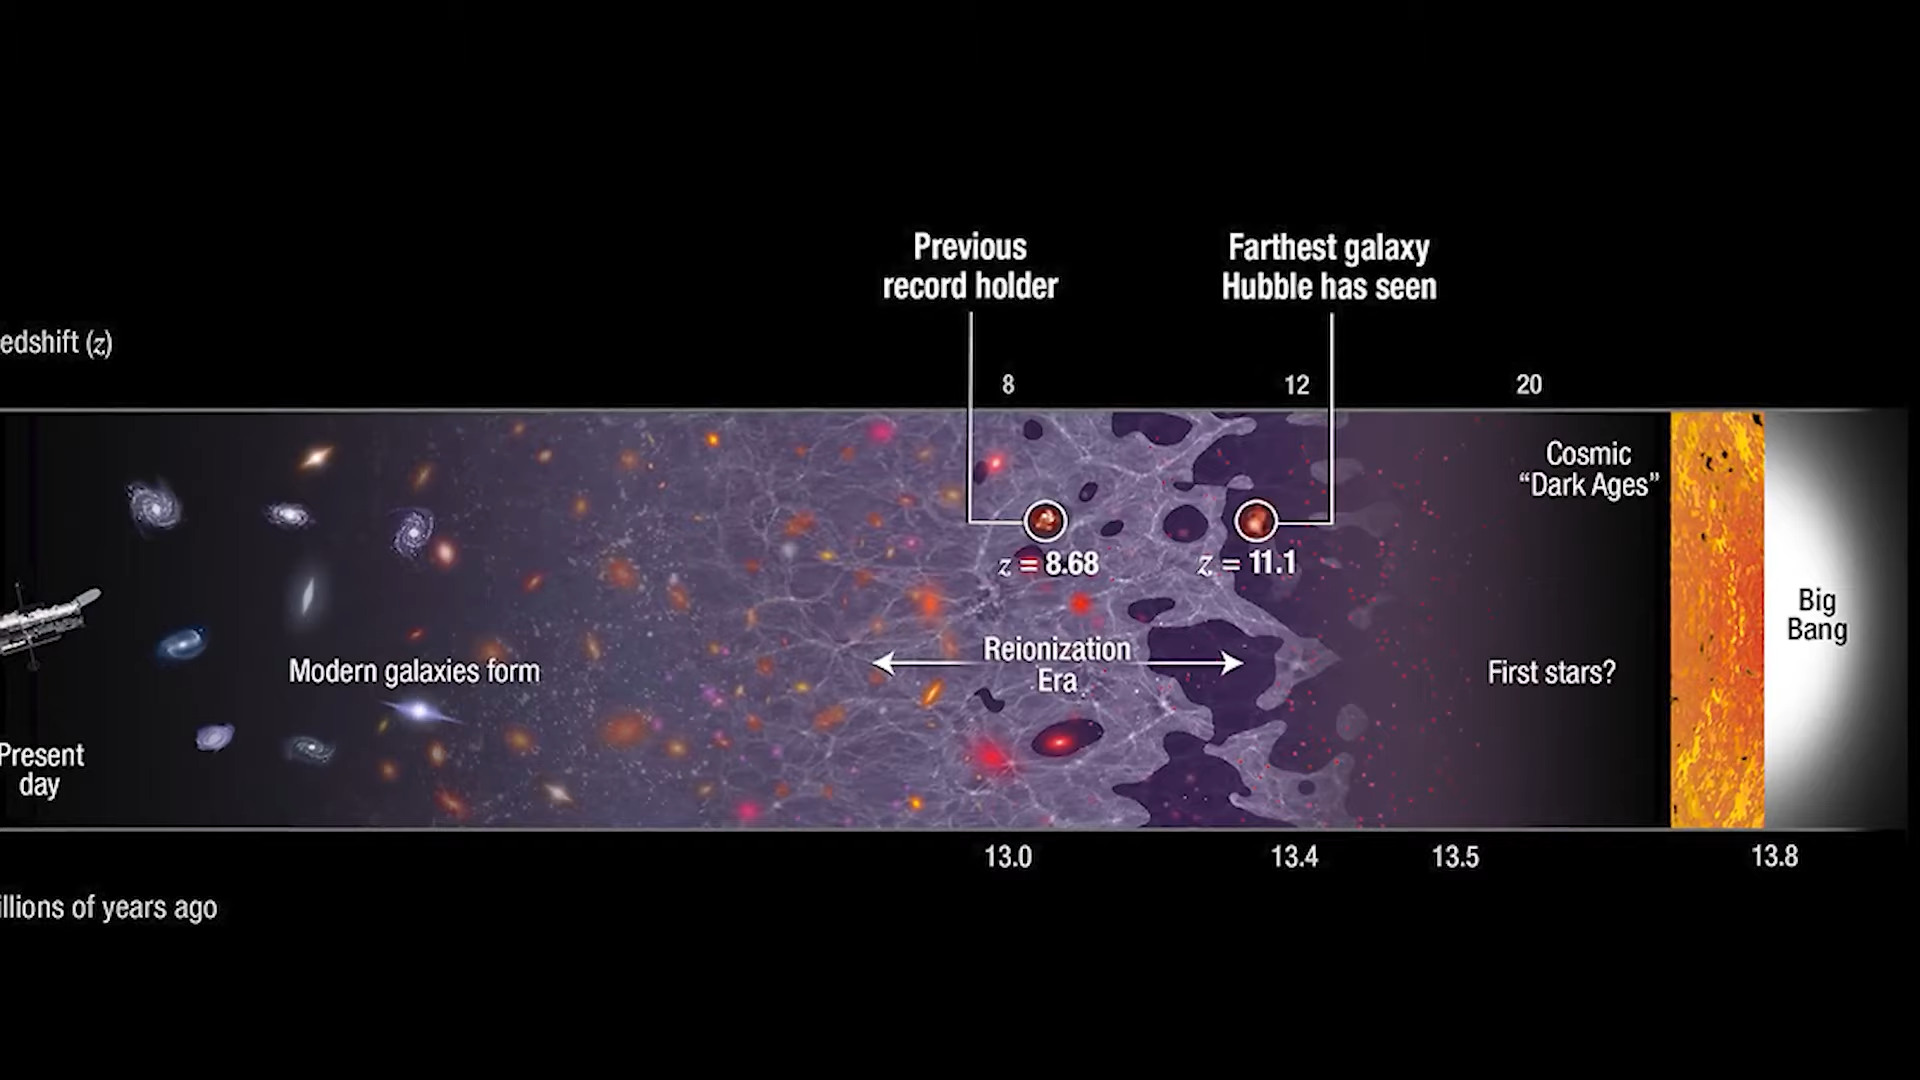 Previous
record holder
Farthest galaxy
Hubble has seen
edshift (z)
8
12
20
Cosmic
“Dark Ages”
z = 8.68
z = 11.1
Big
Bang
Reionization
Era
Modern galaxies form
First stars?
Present
day
13.0
13.4
13.5
13.8
illions of years ago